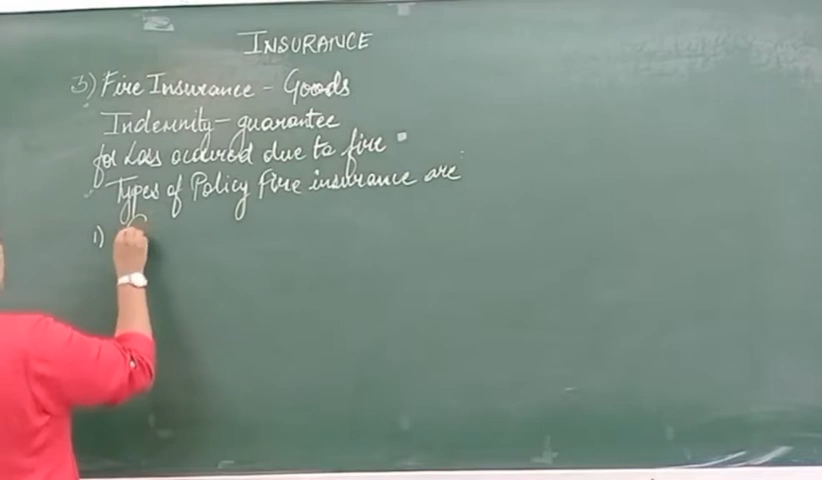 INSURANCE
3) Fire Insurance - Goods
Indemnity - guarantee
for Loss occured due to fire
Types of Policy fire insurance are
1)